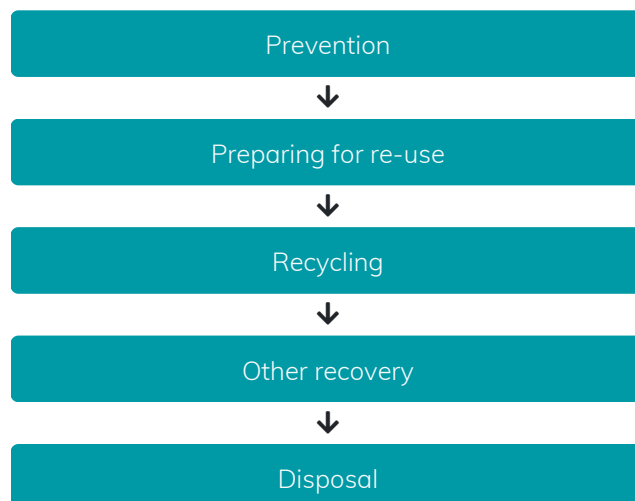 Prevention
Preparing for re-use
Recycling
Other recovery
Disposal